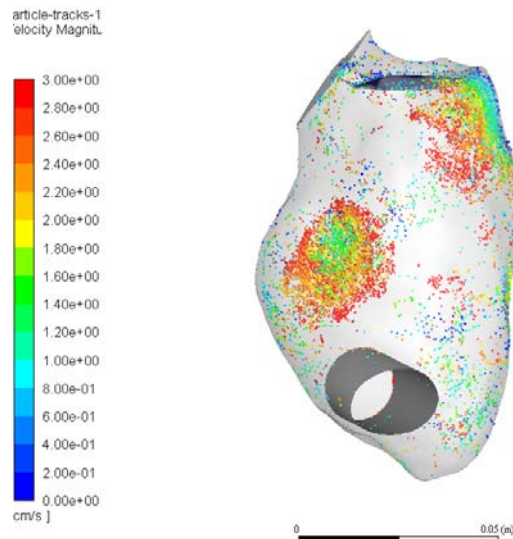 article-tracks-1
elocity Magnitu
3.00e+00
2.80e+00
2.60e+00
2.40e+00
2.20e+00
2.00e+00
1.80e+00
1.60e+00
1.40e+00
1.20e+00
1.00e+00
8.00e-01
6.00e-01
4.00e-01
2.00e-01
0.00e+00
cm/s ]
0 0.05 (m)